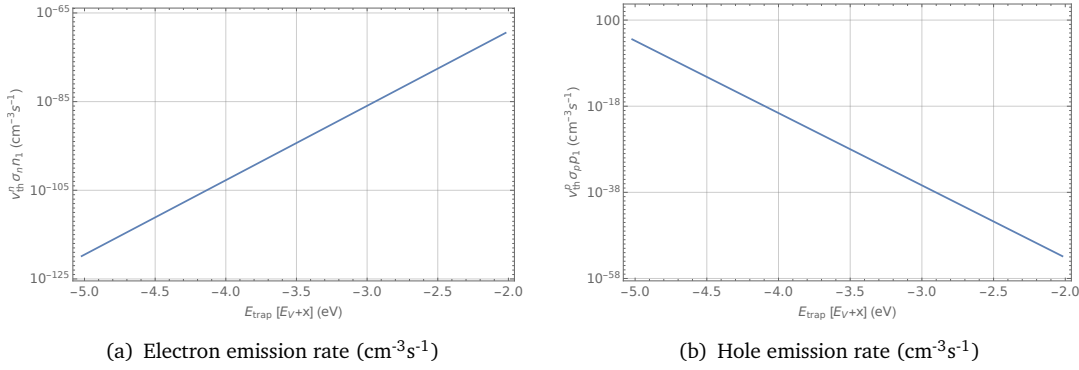 10⁻⁶⁵
10⁻⁸⁵
10⁻¹⁰⁵
10⁻¹²⁵
v_th^n σ_n n_1 (cm⁻³s⁻¹)
−5.0 −4.5 −4.0 −3.5 −3.0 −2.5 −2.0
E_trap [E_V+x] (eV)
(a) Electron emission rate (cm⁻³s⁻¹)
100
10⁻¹⁸
10⁻³⁸
10⁻⁵⁸
v_th^p σ_p p_1 (cm⁻³s⁻¹)
−5.0 −4.5 −4.0 −3.5 −3.0 −2.5 −2.0
E_trap [E_V+x] (eV)
(b) Hole emission rate (cm⁻³s⁻¹)